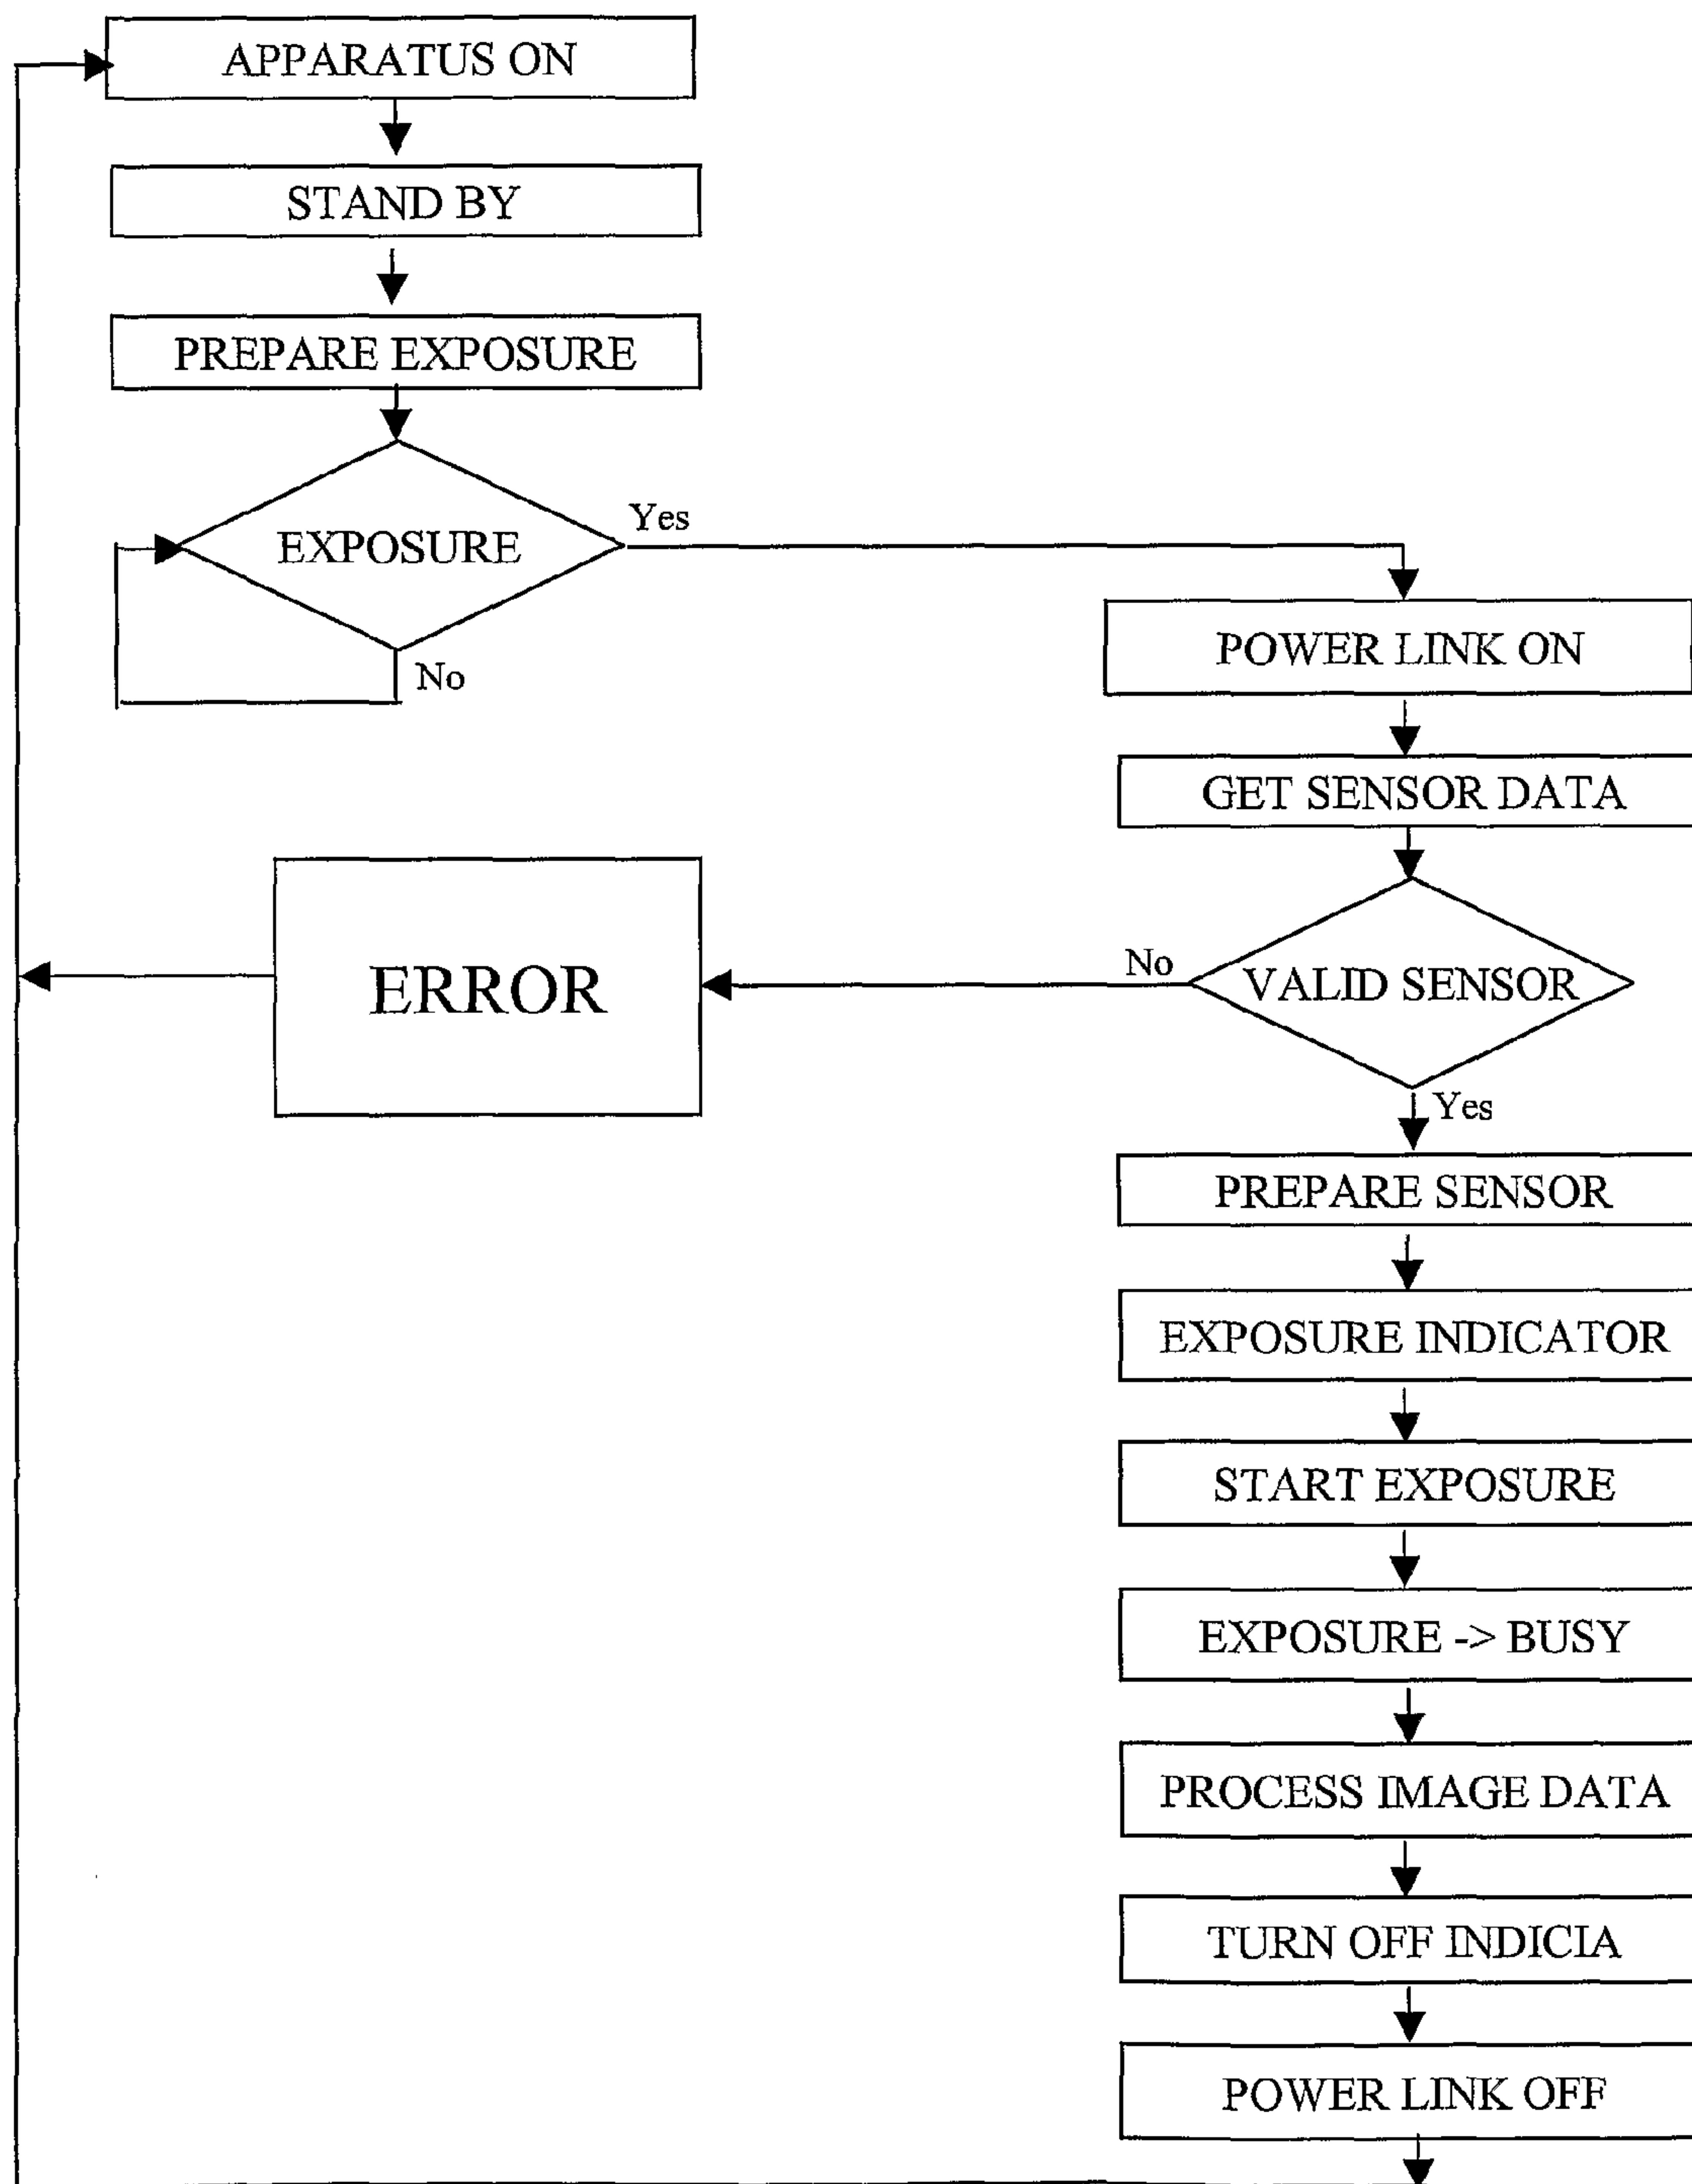 APPARATUS ON
STAND BY
PREPARE EXPOSURE
EXPOSURE
Yes
No
POWER LINK ON
GET SENSOR DATA
VALID SENSOR
No
ERROR
Yes
PREPARE SENSOR
EXPOSURE INDICATOR
START EXPOSURE
EXPOSURE -> BUSY
PROCESS IMAGE DATA
TURN OFF INDICIA
POWER LINK OFF